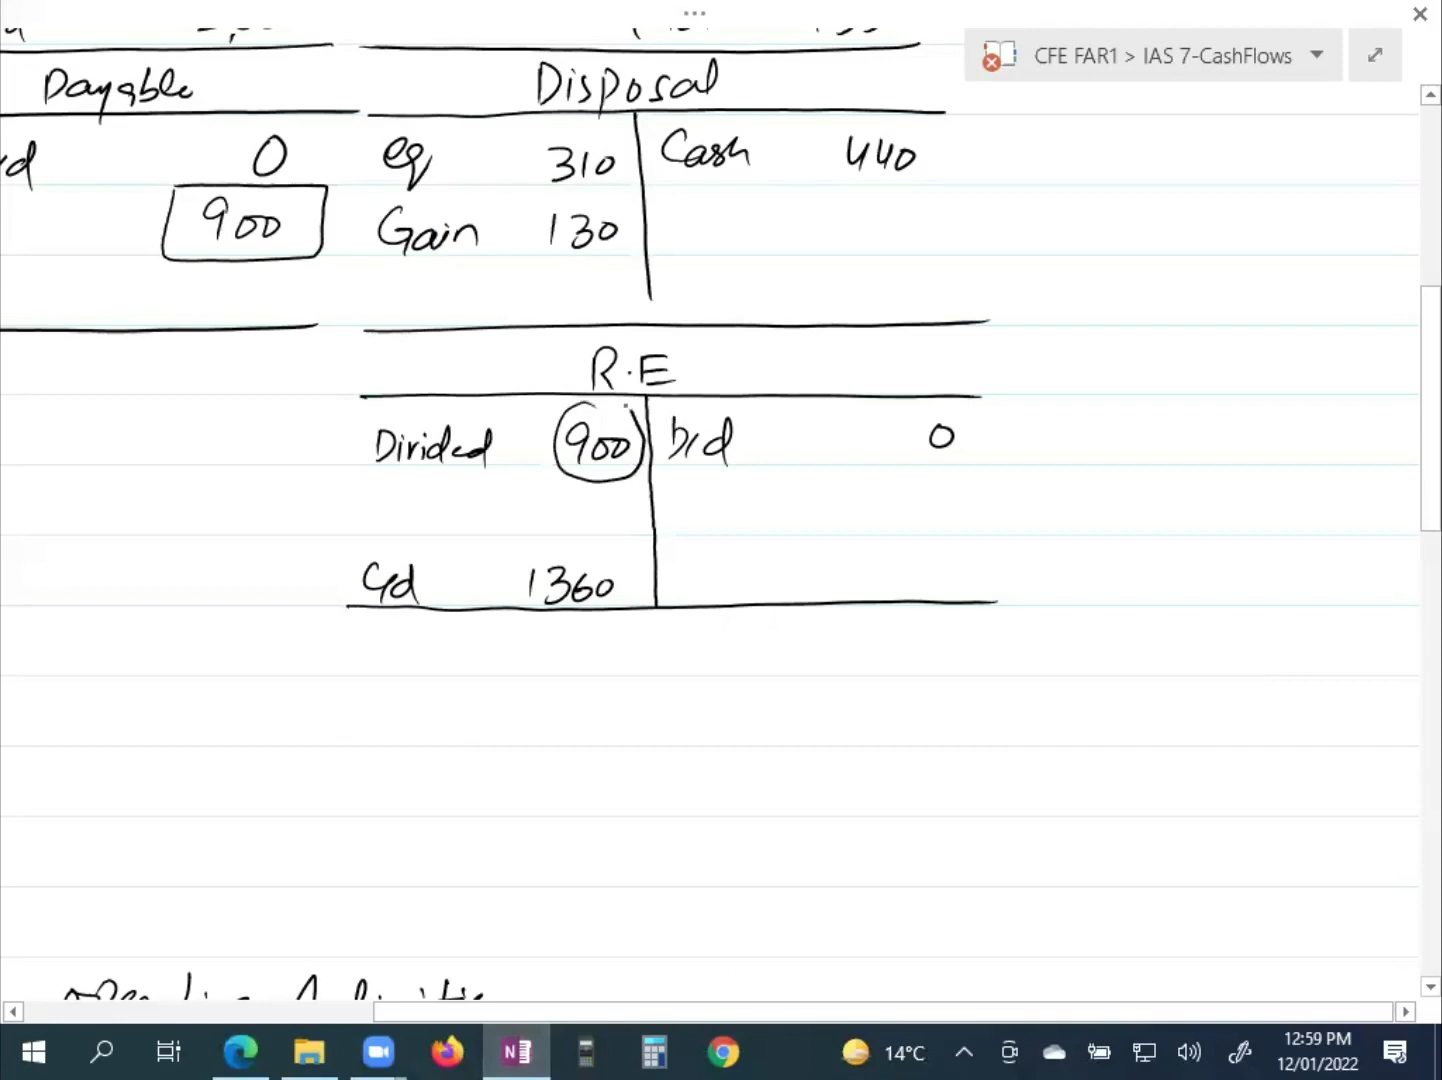 CFE FAR1 > IAS 7-CashFlows
Payable
Disposal
0
900
eq 310
Gain 130
Cash 440
R.E
Divided 900
b/d 0
c/d 1360
14°C
12:59 PM
12/01/2022